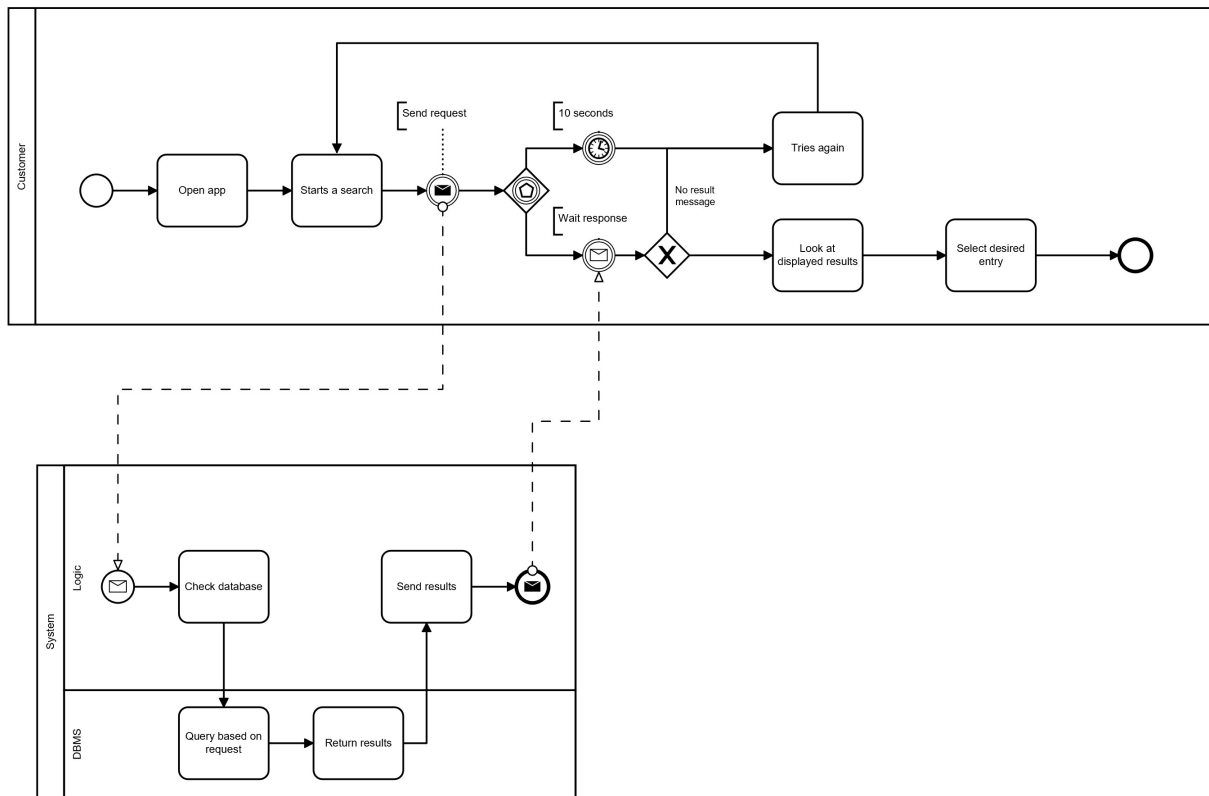 Customer
Open app
Starts a search
Send request
10 seconds
Wait response
No result
message
Tries again
Look at
displayed results
Select desired
entry
System
Logic
Check database
Send results
DBMS
Query based on
request
Return results